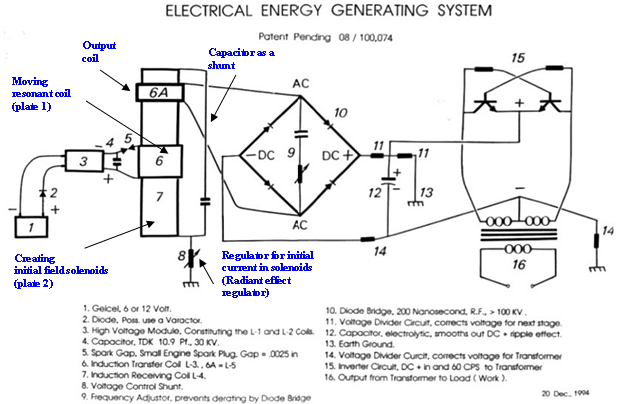 ELECTRICAL ENERGY GENERATING SYSTEM
Patent Pending 08 / 100,074
Output
coil
Capacitor as a
shunt
Moving
resonant coil
(plate 1)
15
6A
AC
10
+
4
5
-
3
6
- DC
9
DC +
11
11
+
2
-
+
7
12
+
-
13
1
AC
-
14
14
8
16
Creating
initial field solenoids
(plate 2)
Regulator for initial
current in solenoids
(Radiant effect
regulator)
1. Gelcel, 6 or 12 Volt.
2. Diode, Poss. use a Varactor.
3. High Voltage Module, Constituting the L-1 and L-2 Coils.
4. Capacitor, TDK 10.9 Pf., 30 KV.
5. Spark Gap, Small Engine Spark Plug, Gap = .0025 in
6. Induction Transfer Coil L-3. , 6A = L-5
7. Induction Receiving Coil L-4.
8. Voltage Control Shunt.
9. Frequency Adjustor, prevents derating by Diode Bridge
10. Diode Bridge, 200 Nanosecond, R.F., > 100 KV .
11. Voltage Divider Circuit, corrects voltage for next stage.
12. Capacitor, electrolytic, smooths out DC + ripple effect.
13. Earth Ground.
14. Voltage Divider Curcit, corrects voltage for Transformer
15. Inverter Circuit, DC + in and 60 CPS to Transformer
16. Output from Transformer to Load ( Work ).
20 Dec., 1994